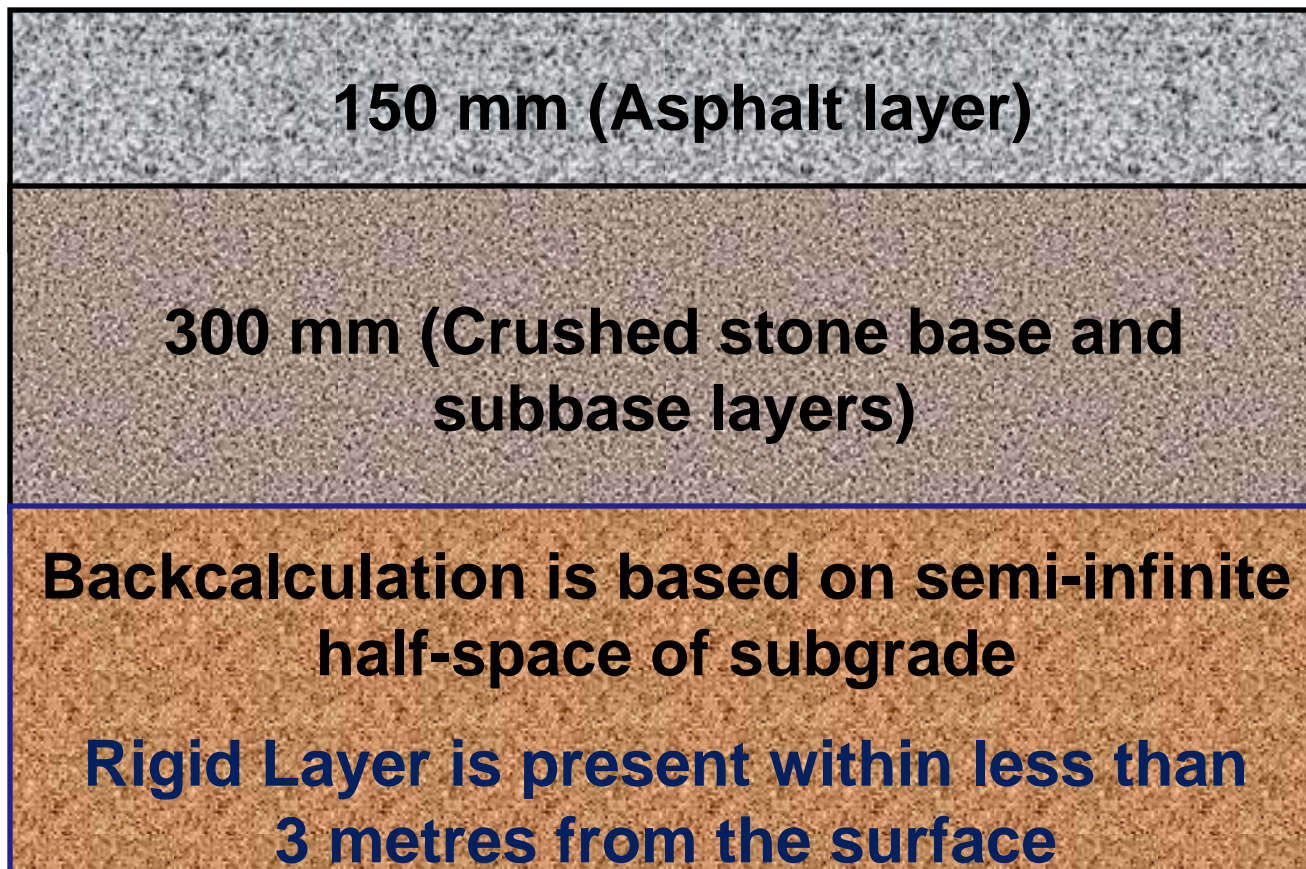 150 mm (Asphalt layer)
300 mm (Crushed stone base and
subbase layers)
Backcalculation is based on semi-infinite
half-space of subgrade
Rigid Layer is present within less than
3 metres from the surface